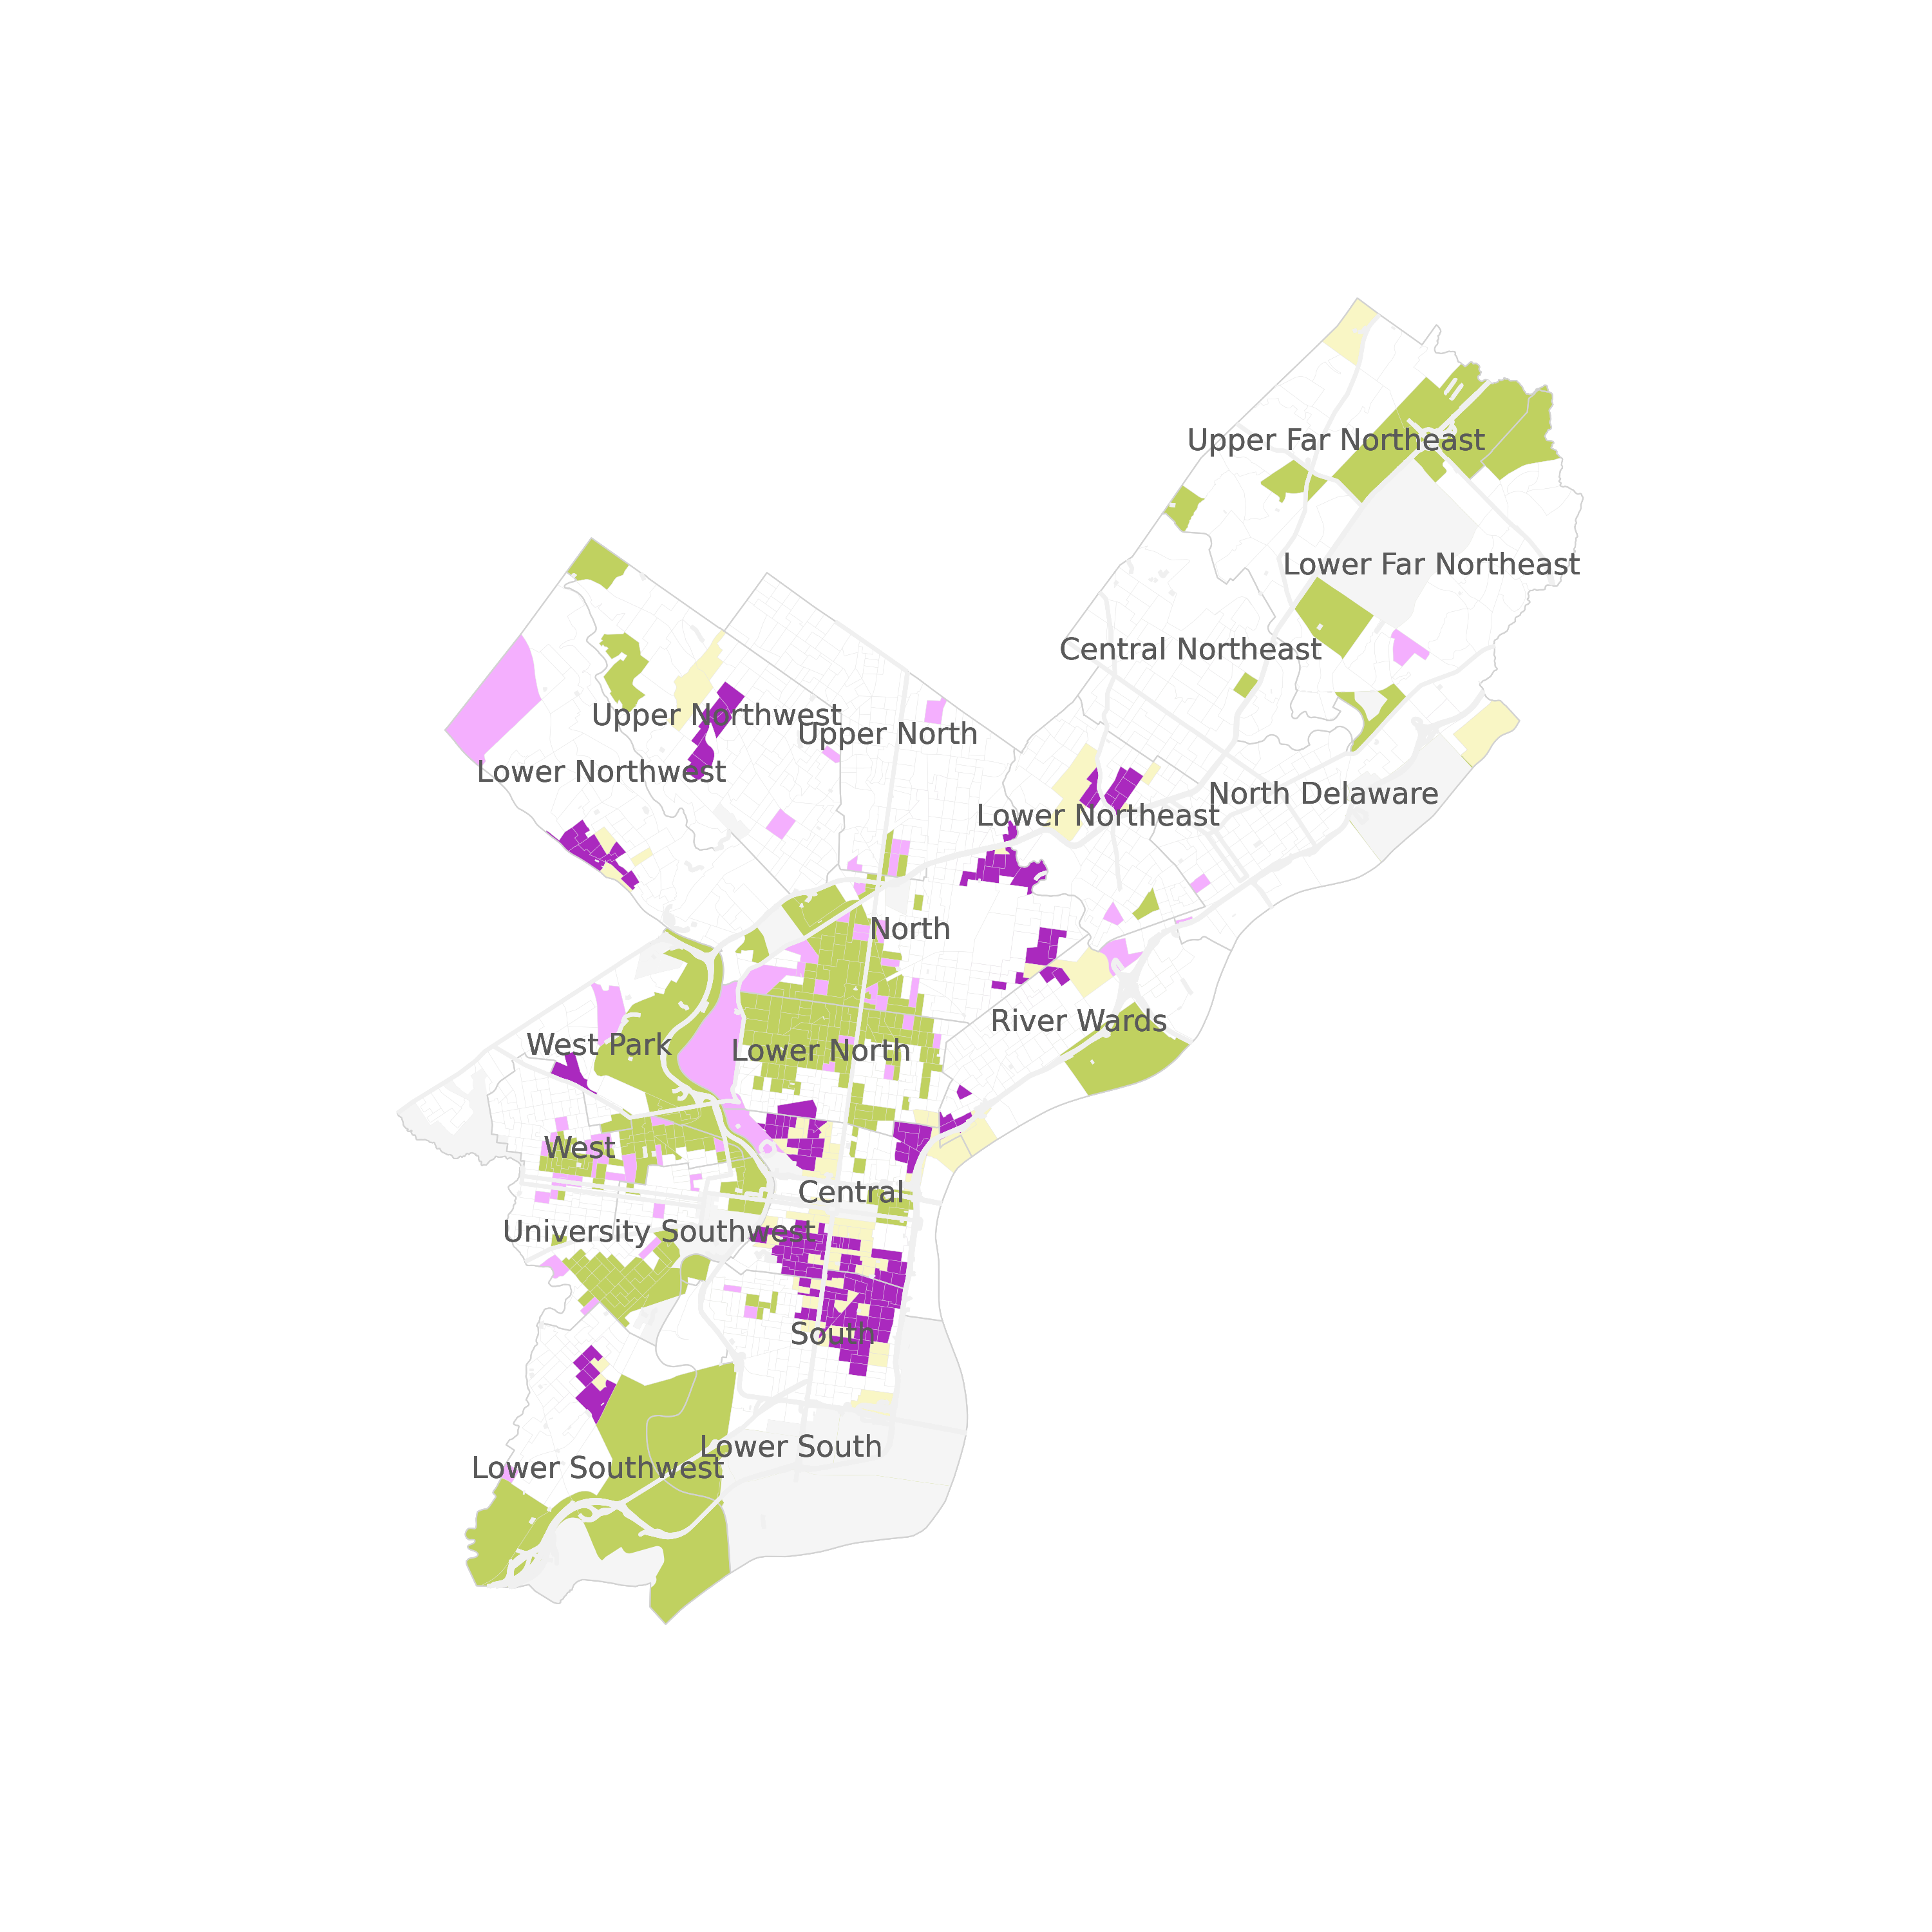 Upper Far Northeast
Lower Far Northeast
Central Northeast
Upper Northwest
Upper North
Lower Northwest
North Delaware
Lower Northeast
North
River Wards
West Park
Lower North
West
Central
University Southwest
South
Lower South
Lower Southwest